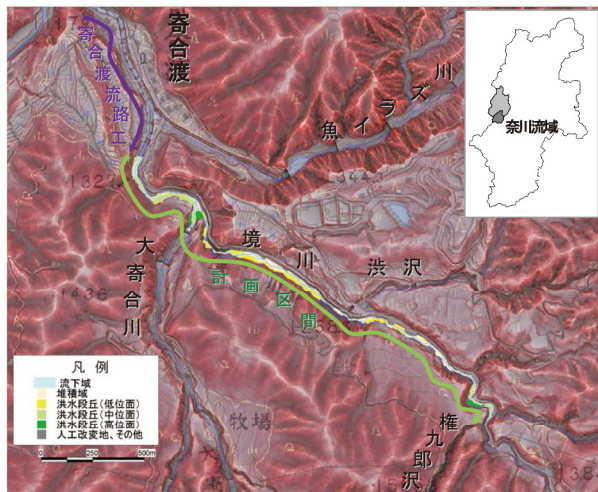 寄合渡
寄合渡流路工
魚イラズ川
奈川流域
境川
渋沢
大寄合川
計画区間
牧場
権九郎沢
凡 例
流下域
堆積域
洪水段丘(低位面)
洪水段丘(中位面)
洪水段丘(高位面)
人工改変地、その他
0 250 500m